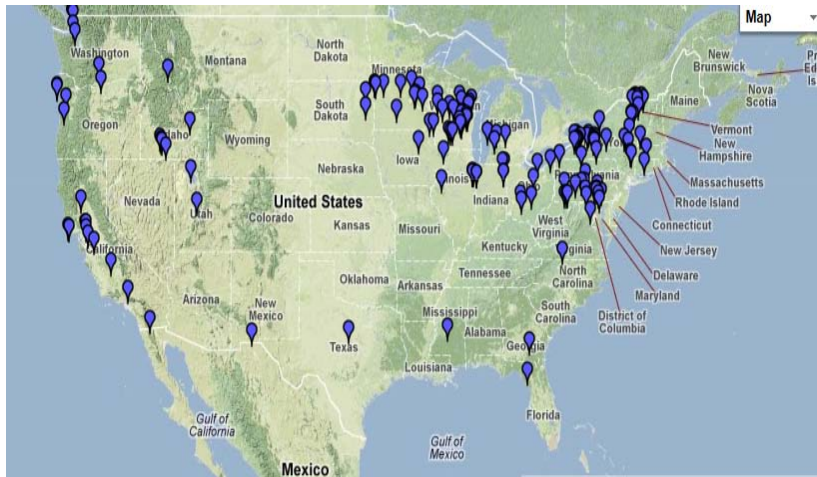 Map
Washington
Montana
North
Dakota
Minnesota
New
Brunswick
Pr
Ed
Is
Maine
Nova
Scotia
Oregon
Idaho
South
Dakota
Michigan
Vermont
New
Hampshire
Wyoming
Iowa
Nebraska
Massachusetts
Rhode Island
Connecticut
Nevada
Utah
United States
Colorado
Indiana
Kansas
Missouri
West
Virginia
New Jersey
California
Kentucky
Delaware
Maryland
Arizona
New
Mexico
Oklahoma
Arkansas
Tennessee
North
Carolina
South
Carolina
District of
Columbia
Mississippi
Alabama
Georgia
Texas
Louisiana
Florida
Gulf of
California
Gulf of
Mexico
Mexico